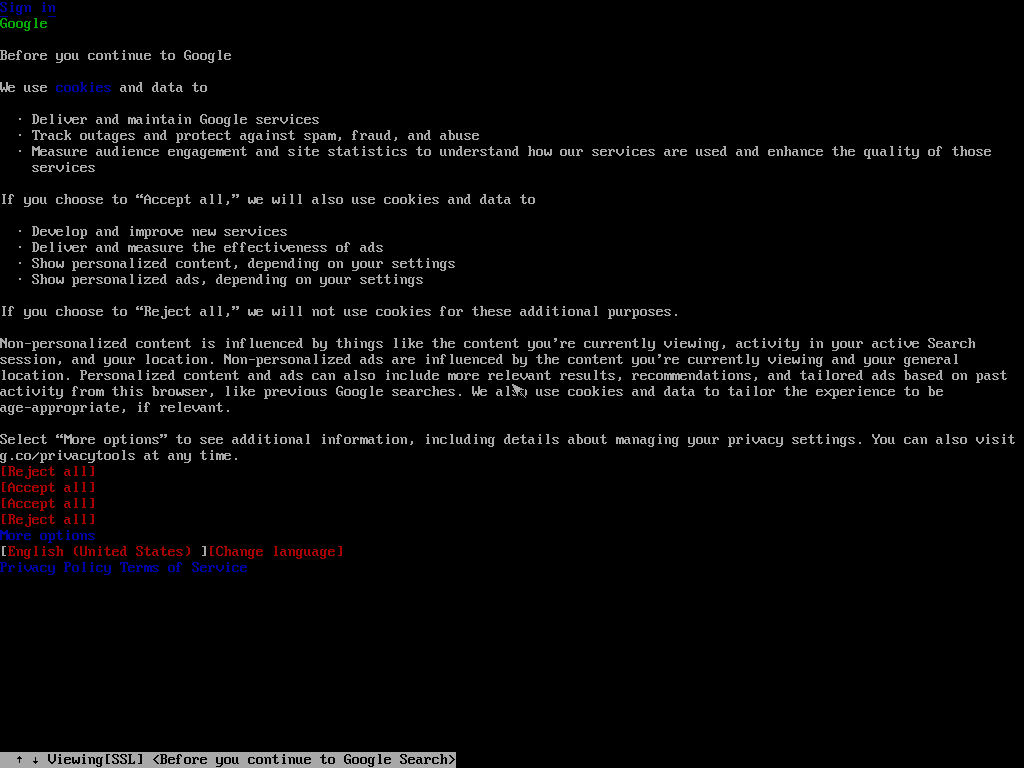 Sign in
Google
Before you continue to Google
We use cookies and data to
· Deliver and maintain Google services
· Track outages and protect against spam, fraud, and abuse
· Measure audience engagement and site statistics to understand how our services are used and enhance the quality of those
services
If you choose to “Accept all,” we will also use cookies and data to
· Develop and improve new services
· Deliver and measure the effectiveness of ads
· Show personalized content, depending on your settings
· Show personalized ads, depending on your settings
If you choose to “Reject all,” we will not use cookies for these additional purposes.
Non-personalized content is influenced by things like the content you’re currently viewing, activity in your active Search
session, and your location. Non-personalized ads are influenced by the content you’re currently viewing and your general
location. Personalized content and ads can also include more relevant results, recommendations, and tailored ads based on past
activity from this browser, like previous Google searches. We also use cookies and data to tailor the experience to be
age-appropriate, if relevant.
Select “More options” to see additional information, including details about managing your privacy settings. You can also visit
g.co/privacytools at any time.
[Reject all]
[Accept all]
[Accept all]
[Reject all]
More options
[English (United States) ][Change language]
Privacy Policy Terms of Service
↑ ↓ Viewing[SSL] <Before you continue to Google Search>